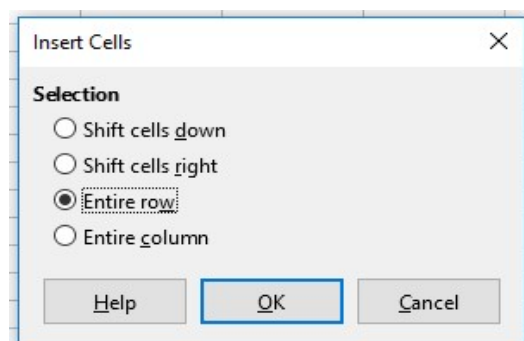 Insert Cells
Selection
Shift cells down
Shift cells right
Entire row
Entire column
Help OK Cancel